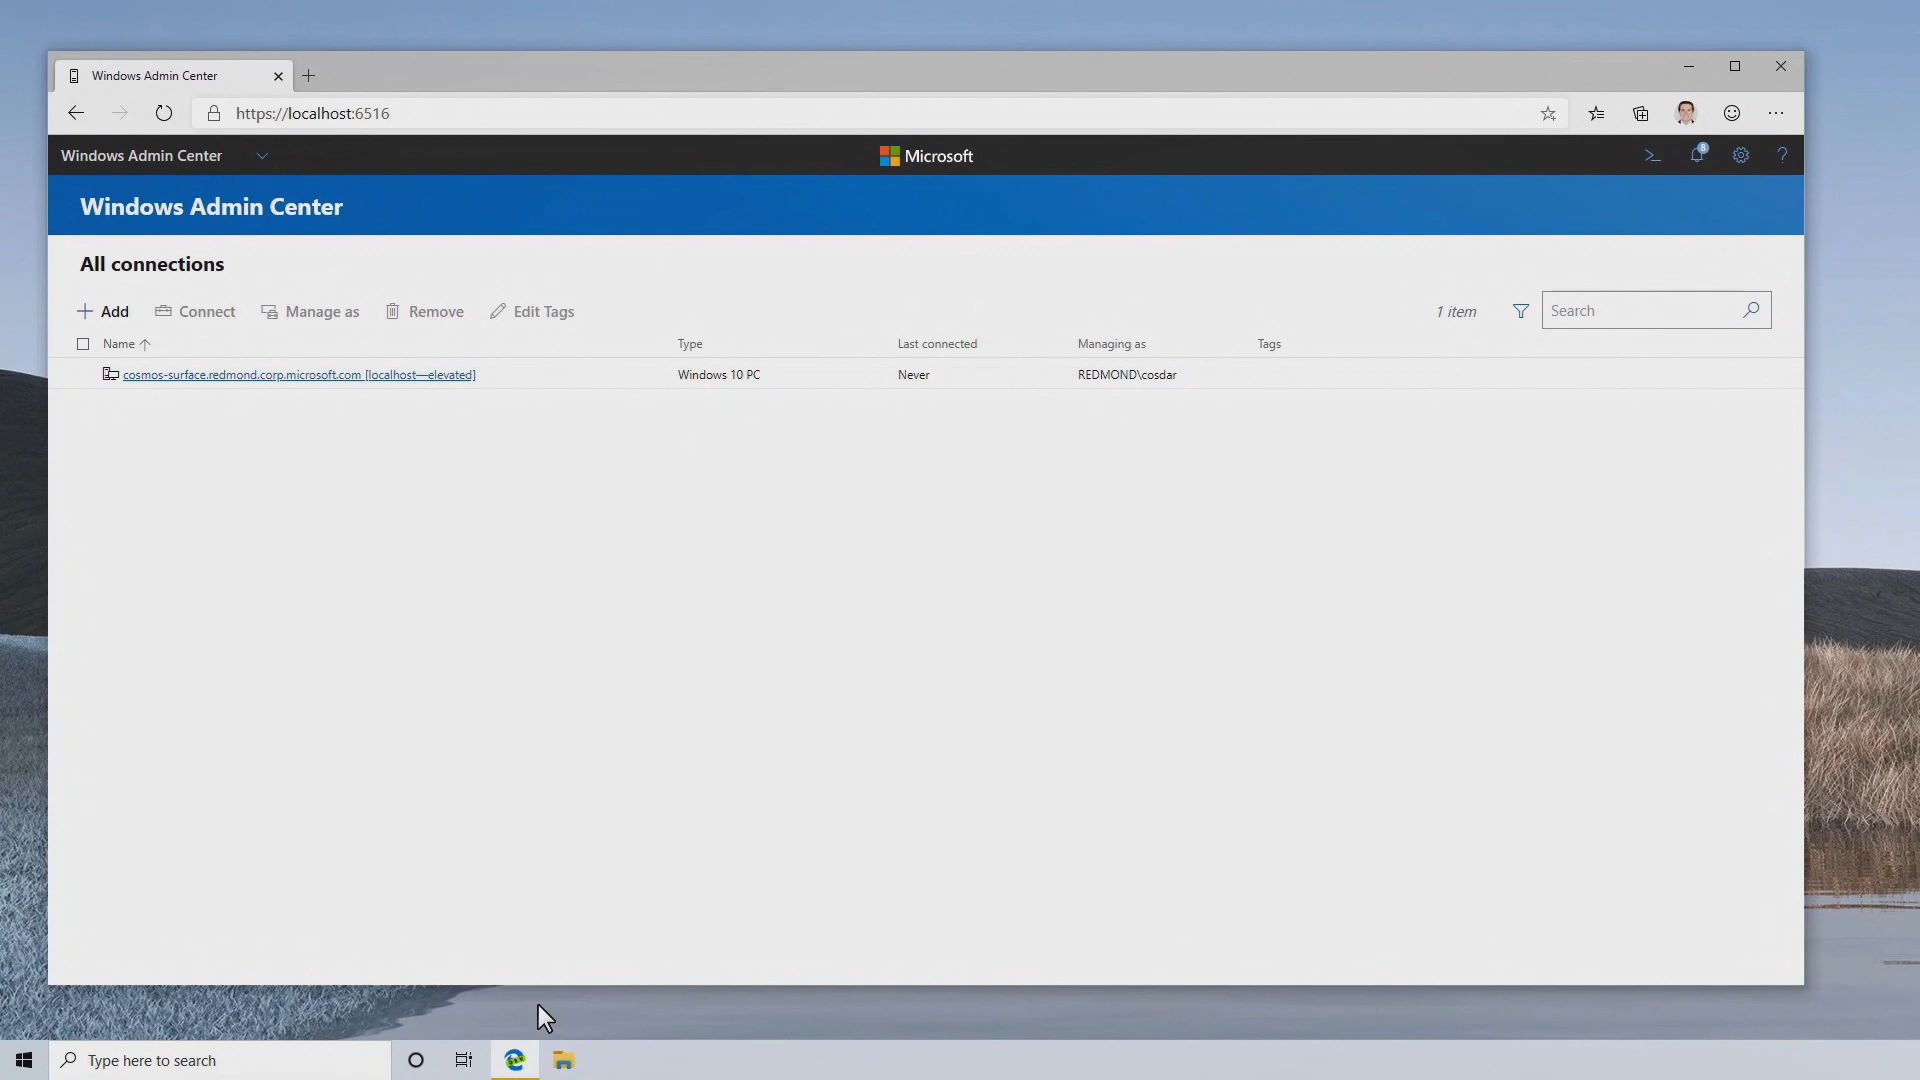 Windows Admin Center
https://localhost:6516
Windows Admin Center
Microsoft
8
Windows Admin Center
All connections
Add Connect Manage as Remove Edit Tags 1 item Search
Name Type Last connected Managing as Tags
cosmos-surface.redmond.corp.microsoft.com [localhost—elevated] Windows 10 PC Never REDMOND\cosdar
Type here to search